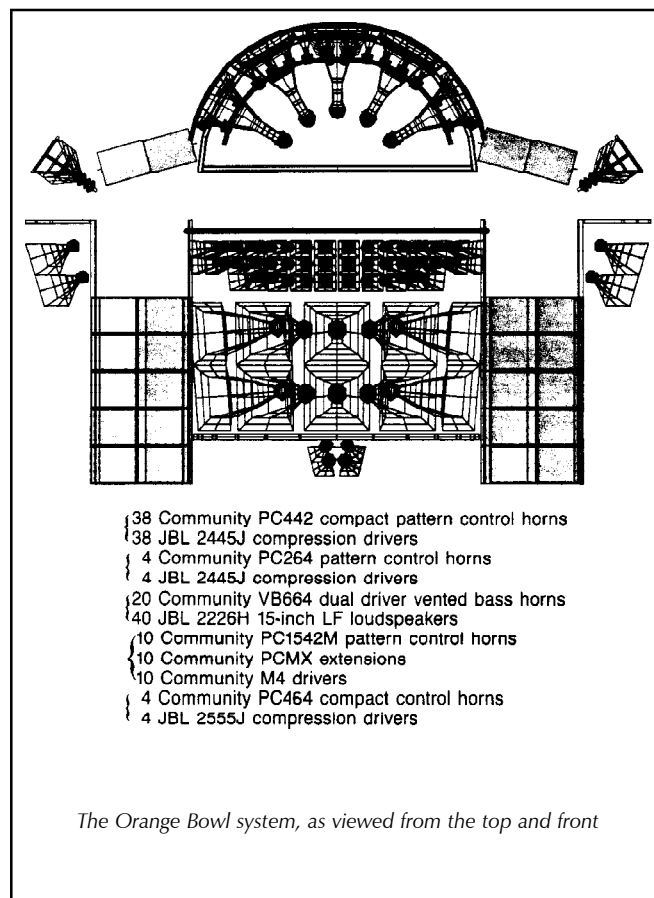 38 Community PC442 compact pattern control horns
38 JBL 2445J compression drivers
4 Community PC264 pattern control horns
4 JBL 2445J compression drivers
20 Community VB664 dual driver vented bass horns
40 JBL 2226H 15-inch LF loudspeakers
10 Community PC1542M pattern control horns
10 Community PCMX extensions
10 Community M4 drivers
4 Community PC464 compact control horns
4 JBL 2555J compression drivers
The Orange Bowl system, as viewed from the top and front